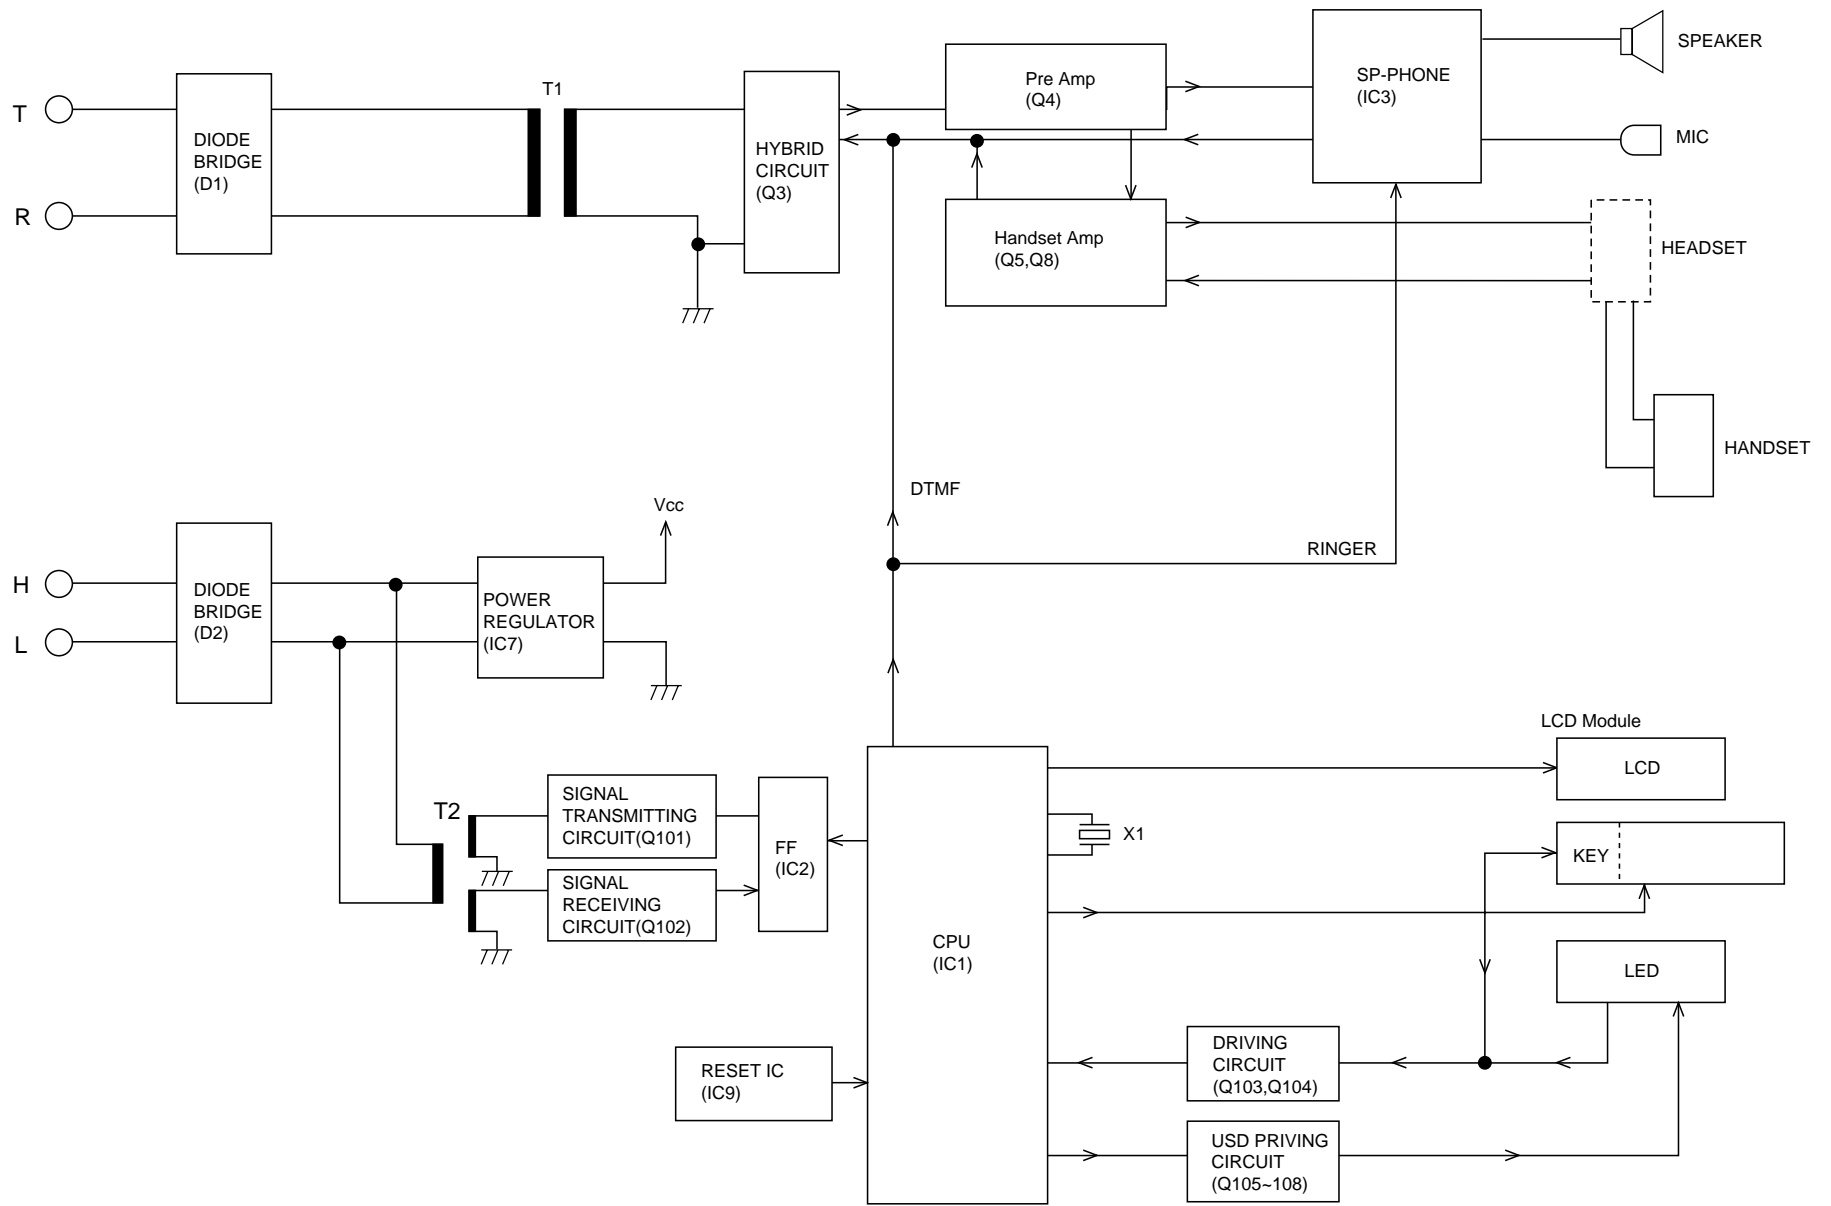 T
R
DIODE
BRIDGE
(D1)
T1
HYBRID
CIRCUIT
(Q3)
Pre Amp
(Q4)
SP-PHONE
(IC3)
SPEAKER
MIC
Handset Amp
(Q5,Q8)
HEADSET
HANDSET
DTMF
RINGER
H
L
DIODE
BRIDGE
(D2)
POWER
REGULATOR
(IC7)
Vcc
T2
SIGNAL
TRANSMITTING
CIRCUIT(Q101)
SIGNAL
RECEIVING
CIRCUIT(Q102)
FF
(IC2)
CPU
(IC1)
RESET IC
(IC9)
LCD Module
LCD
X1
KEY
LED
DRIVING
CIRCUIT
(Q103,Q104)
USD PRIVING
CIRCUIT
(Q105~108)